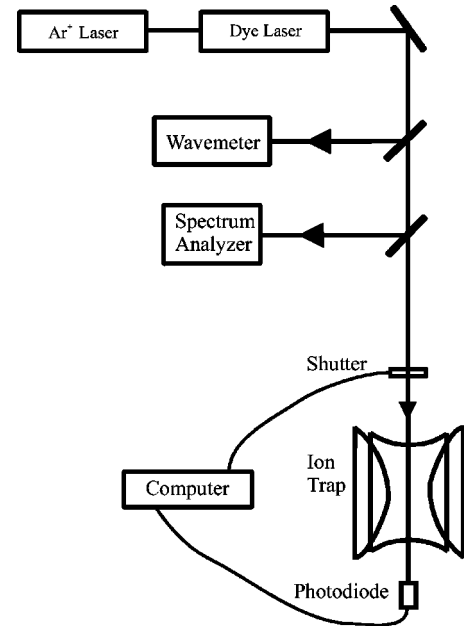 Ar⁺ Laser
Dye Laser
Wavemeter
Spectrum
Analyzer
Shutter
Ion
Trap
Computer
Photodiode